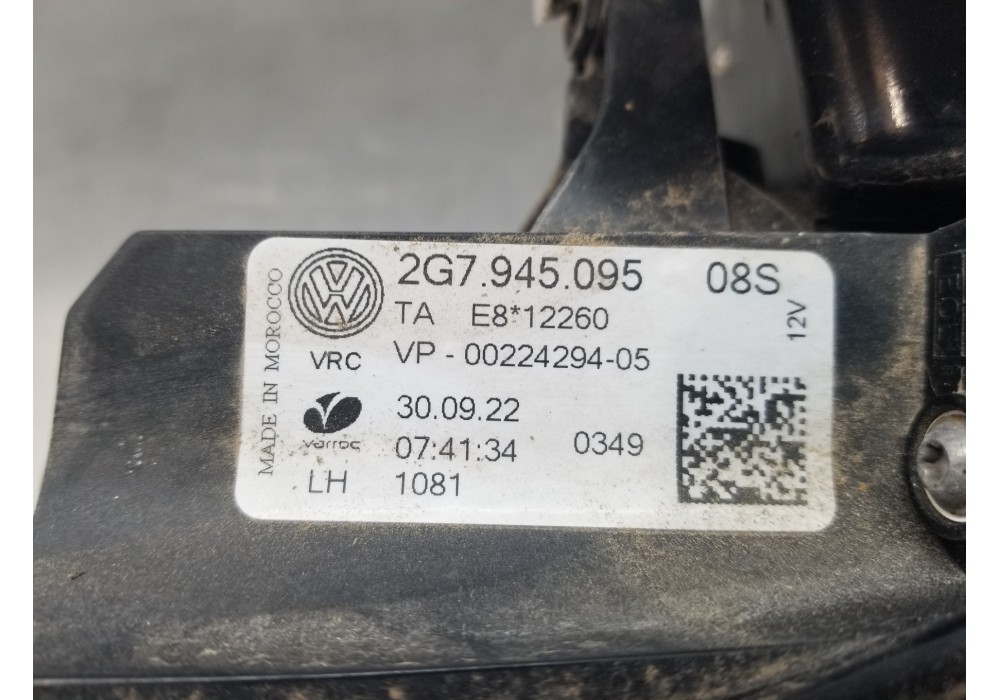 MADE IN MOROCCO
2G7.945.095 08S
TA E8*12260
12V
VRC VP - 00224294-05
30.09.22
varroc
07:41:34 0349
LH 1081